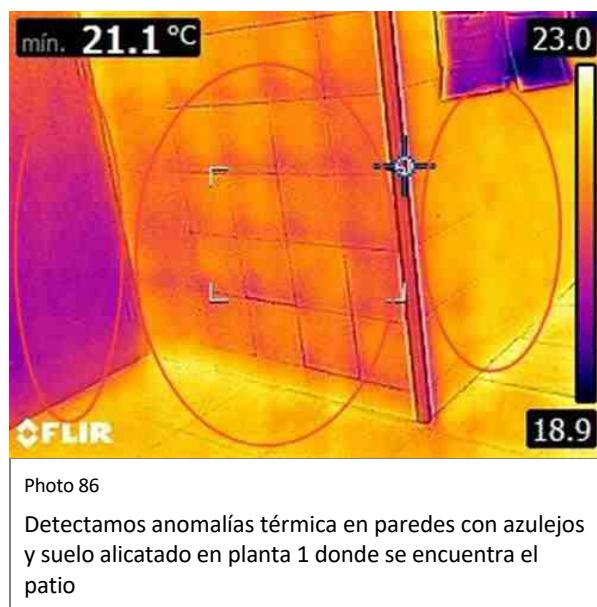 mín. 21.1 °C
23.0
FLIR
18.9
Photo 86
Detectamos anomalías térmica en paredes con azulejos
y suelo alicatado en planta 1 donde se encuentra el
patio